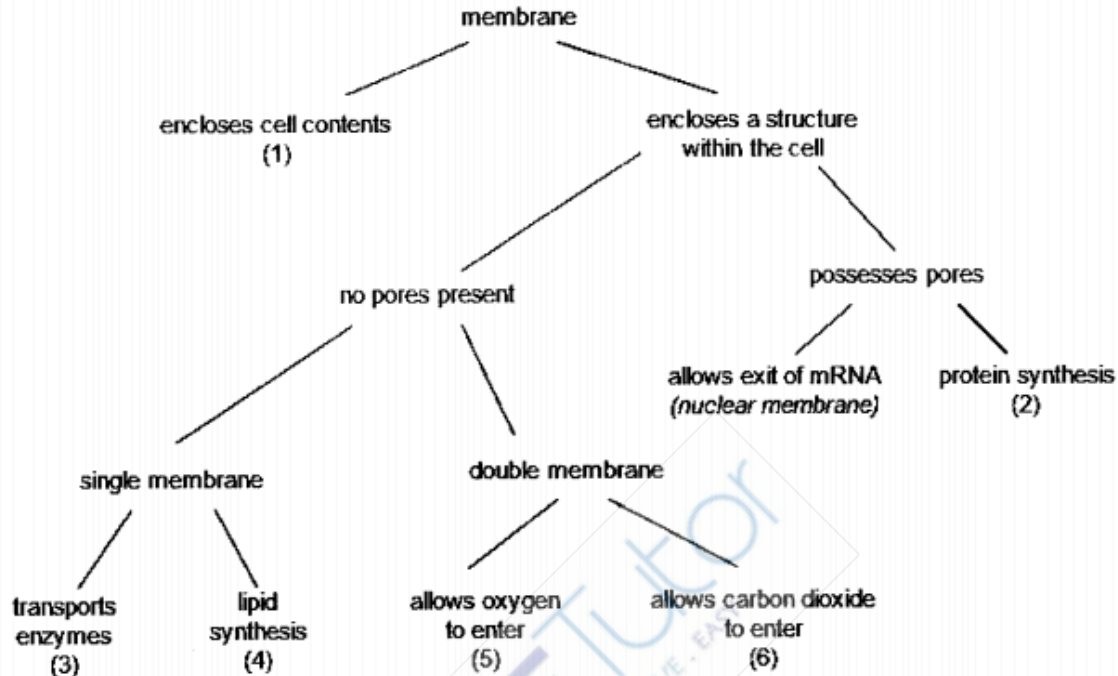 membrane
encloses cell contents
(1)
encloses a structure
within the cell
no pores present
possesses pores
allows exit of mRNA
(nuclear membrane)
protein synthesis
(2)
single membrane
double membrane
transports
enzymes
(3)
lipid
synthesis
(4)
allows oxygen
to enter
(5)
allows carbon dioxide
to enter
(6)
Tutor